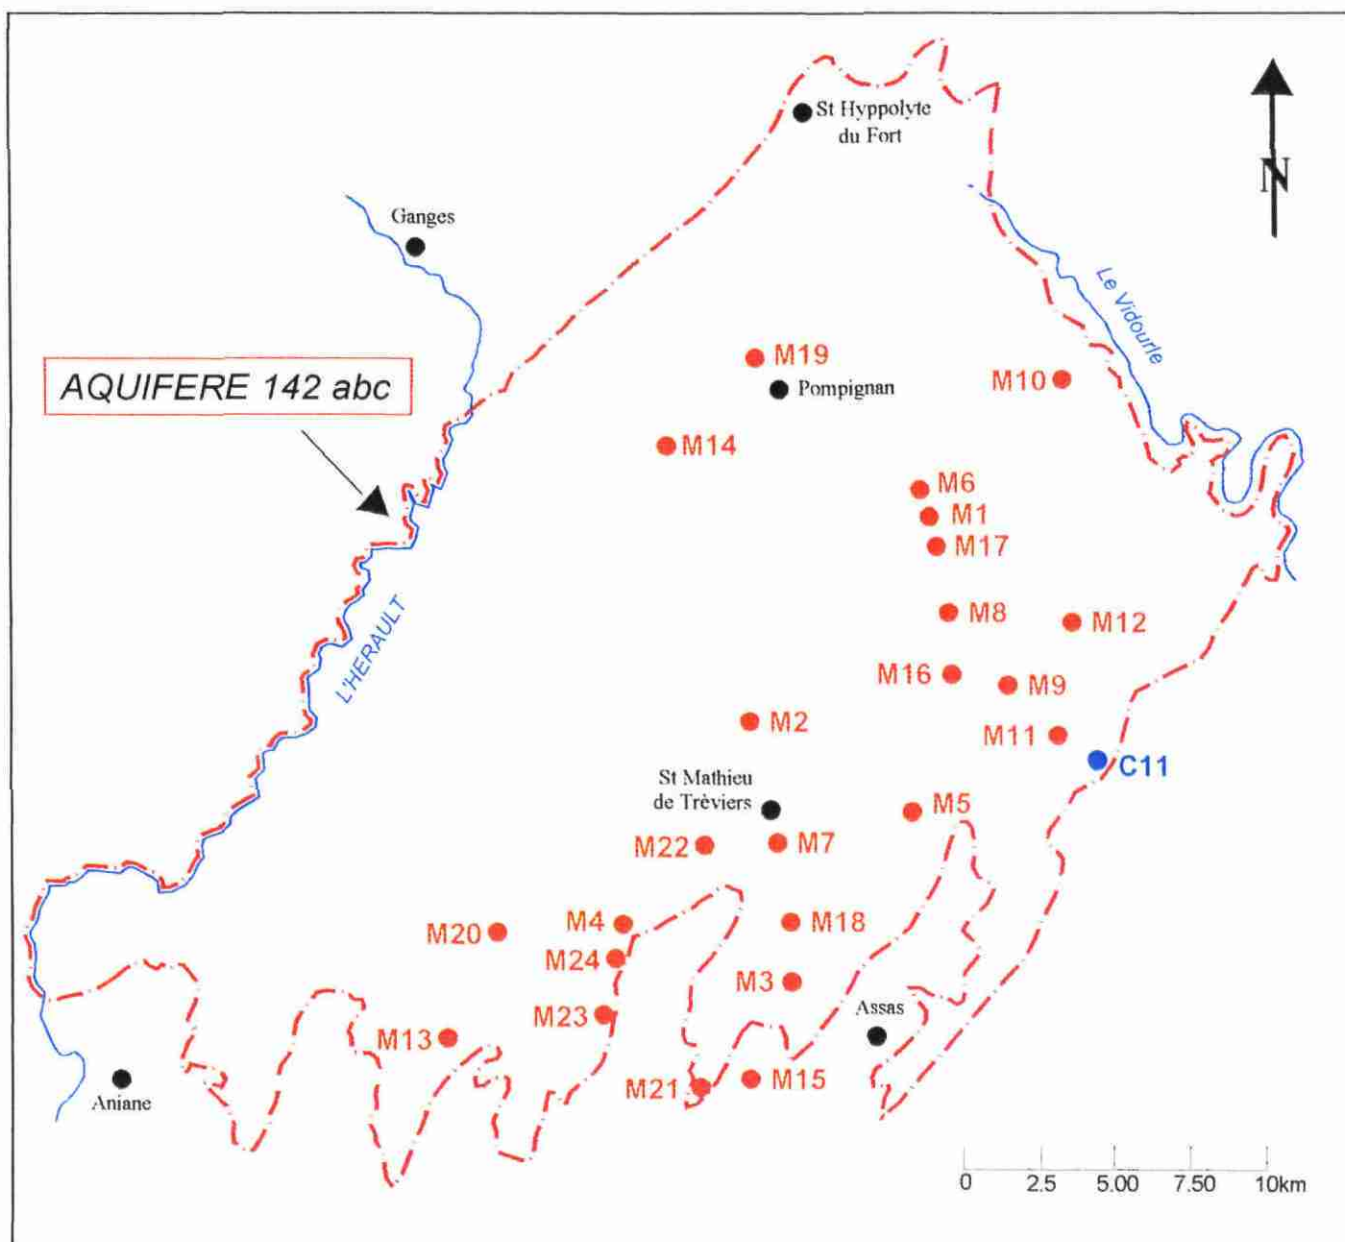 St Hyppolyte
du Fort
N
Ganges
Le Vidourle
AQUIFERE 142 abc
M19
Pompignan
M10
M14
M6
M1
M17
L'HERAULT
M8
M12
M16
M9
M2
M11
C11
St Mathieu
de Trèviers
M5
M22
M7
M4
M18
M20
M24
M3
M23
Assas
M13
M21
M15
Aniane
0
2.5
5.00
7.50
10km